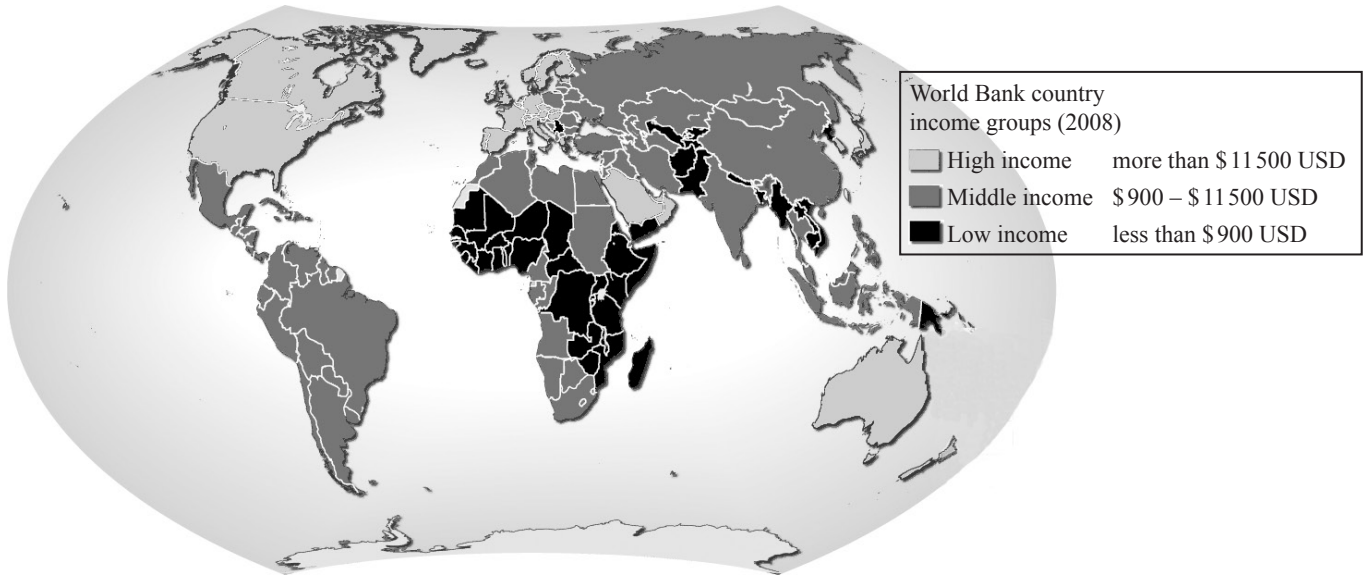 World Bank country
income groups (2008)
High income more than $ 11 500 USD
Middle income $ 900 – $ 11 500 USD
Low income less than $ 900 USD